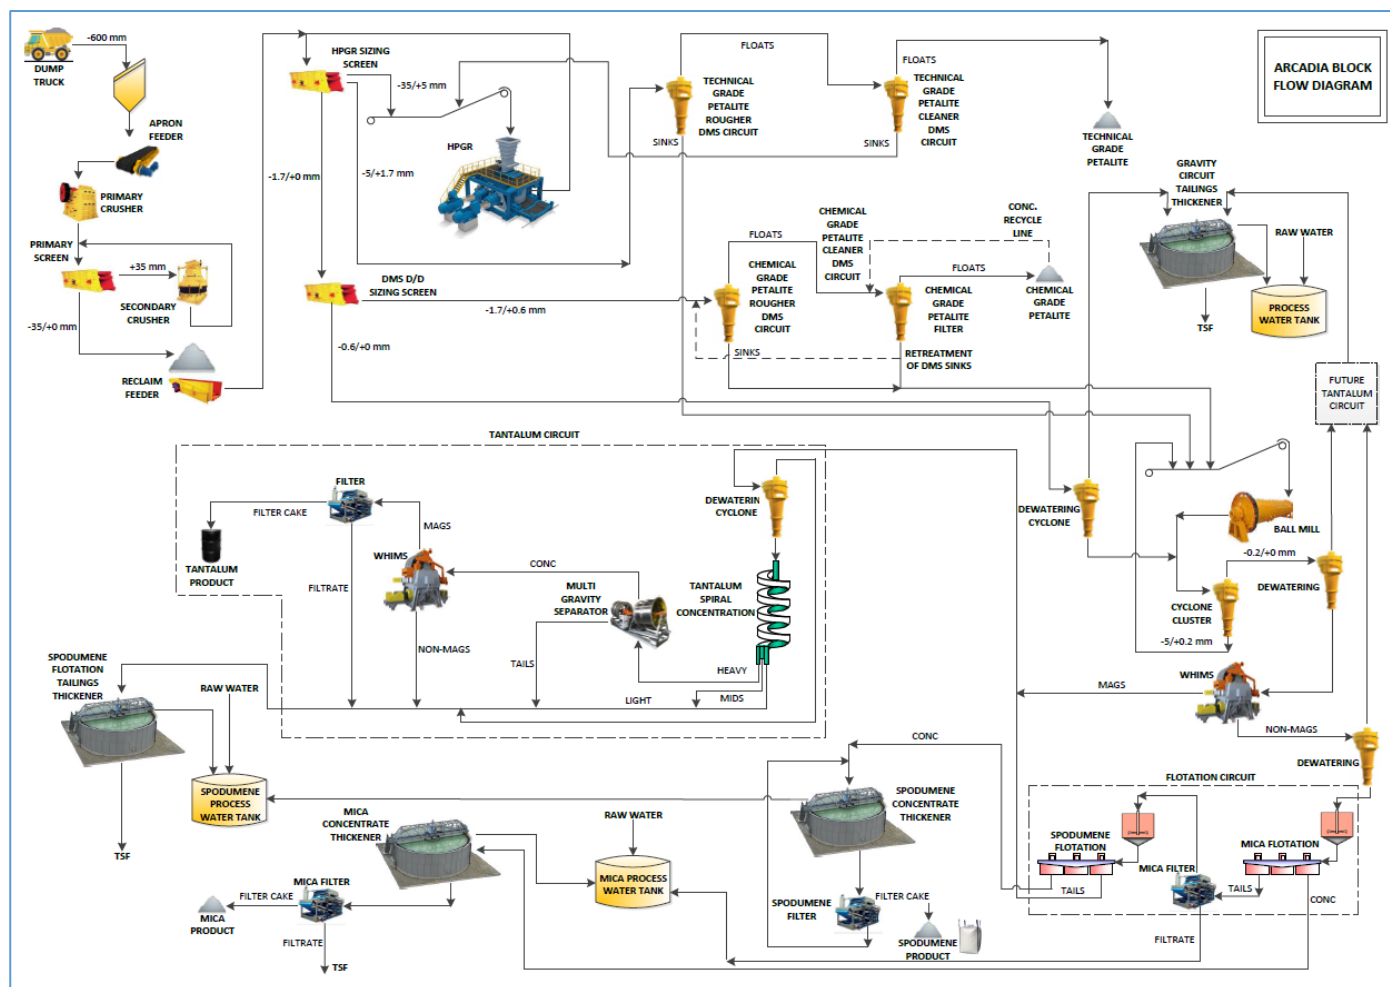 -600 mm
DUMP
TRUCK
APRON
FEEDER
PRIMARY
CRUSHER
PRIMARY
SCREEN
+35 mm
SECONDARY
CRUSHER
-35/+0 mm
RECLAIM
FEEDER
HPGR SIZING
SCREEN
-35/+5 mm
HPGR
-1.7/+0 mm
-5/+1.7 mm
DMS D/D
SIZING SCREEN
-1.7/+0.6 mm
-0.6/+0 mm
FLOATS
TECHNICAL
GRADE
PETALITE
ROUGHER
DMS CIRCUIT
SINKS
FLOATS
TECHNICAL
GRADE
PETALITE
CLEANER
DMS
CIRCUIT
SINKS
TECHNICAL
GRADE
PETALITE
ARCADIA BLOCK
FLOW DIAGRAM
GRAVITY
CIRCUIT
TAILINGS
THICKENER
RAW WATER
PROCESS
WATER TANK
TSF
FLOATS
CHEMICAL
GRADE
PETALITE
ROUGHER
DMS
CIRCUIT
SINKS
CHEMICAL
GRADE
PETALITE
CLEANER
DMS
CIRCUIT
CONC.
RECYCLE
LINE
FLOATS
CHEMICAL
GRADE
PETALITE
FILTER
CHEMICAL
GRADE
PETALITE
RETREATMENT
OF DMS SINKS
FUTURE
TANTALUM
CIRCUIT
TANTALUM CIRCUIT
FILTER
FILTER CAKE
TANTALUM
PRODUCT
MAGS
WHIMS
FILTRATE
CONC
MULTI
GRAVITY
SEPARATOR
TANTALUM
SPIRAL
CONCENTRATION
DEWATERIN
CYCLONE
NON-MAGS
TAILS
HEAVY
MIDS
LIGHT
DEWATERING
CYCLONE
BALL MILL
-0.2/+0 mm
DEWATERING
CYCLONE
CLUSTER
-5/+0.2 mm
WHIMS
MAGS
NON-MAGS
DEWATERING
SPODUMENE
FLOTATION
TAILINGS
THICKENER
RAW WATER
SPODUMENE
PROCESS
WATER TANK
TSF
MICA
CONCENTRATE
THICKENER
RAW WATER
MICA PROCESS
WATER TANK
MICA FILTER
FILTER CAKE
MICA
PRODUCT
FILTRATE
TSF
CONC
SPODUMENE
CONCENTRATE
THICKENER
SPODUMENE
FILTER
FILTER CAKE
SPODUMENE
PRODUCT
FLOTATION CIRCUIT
SPODUMENE
FLOTATION
TAILS
MICA FILTER
MICA FLOTATION
TAILS
CONC
FILTRATE